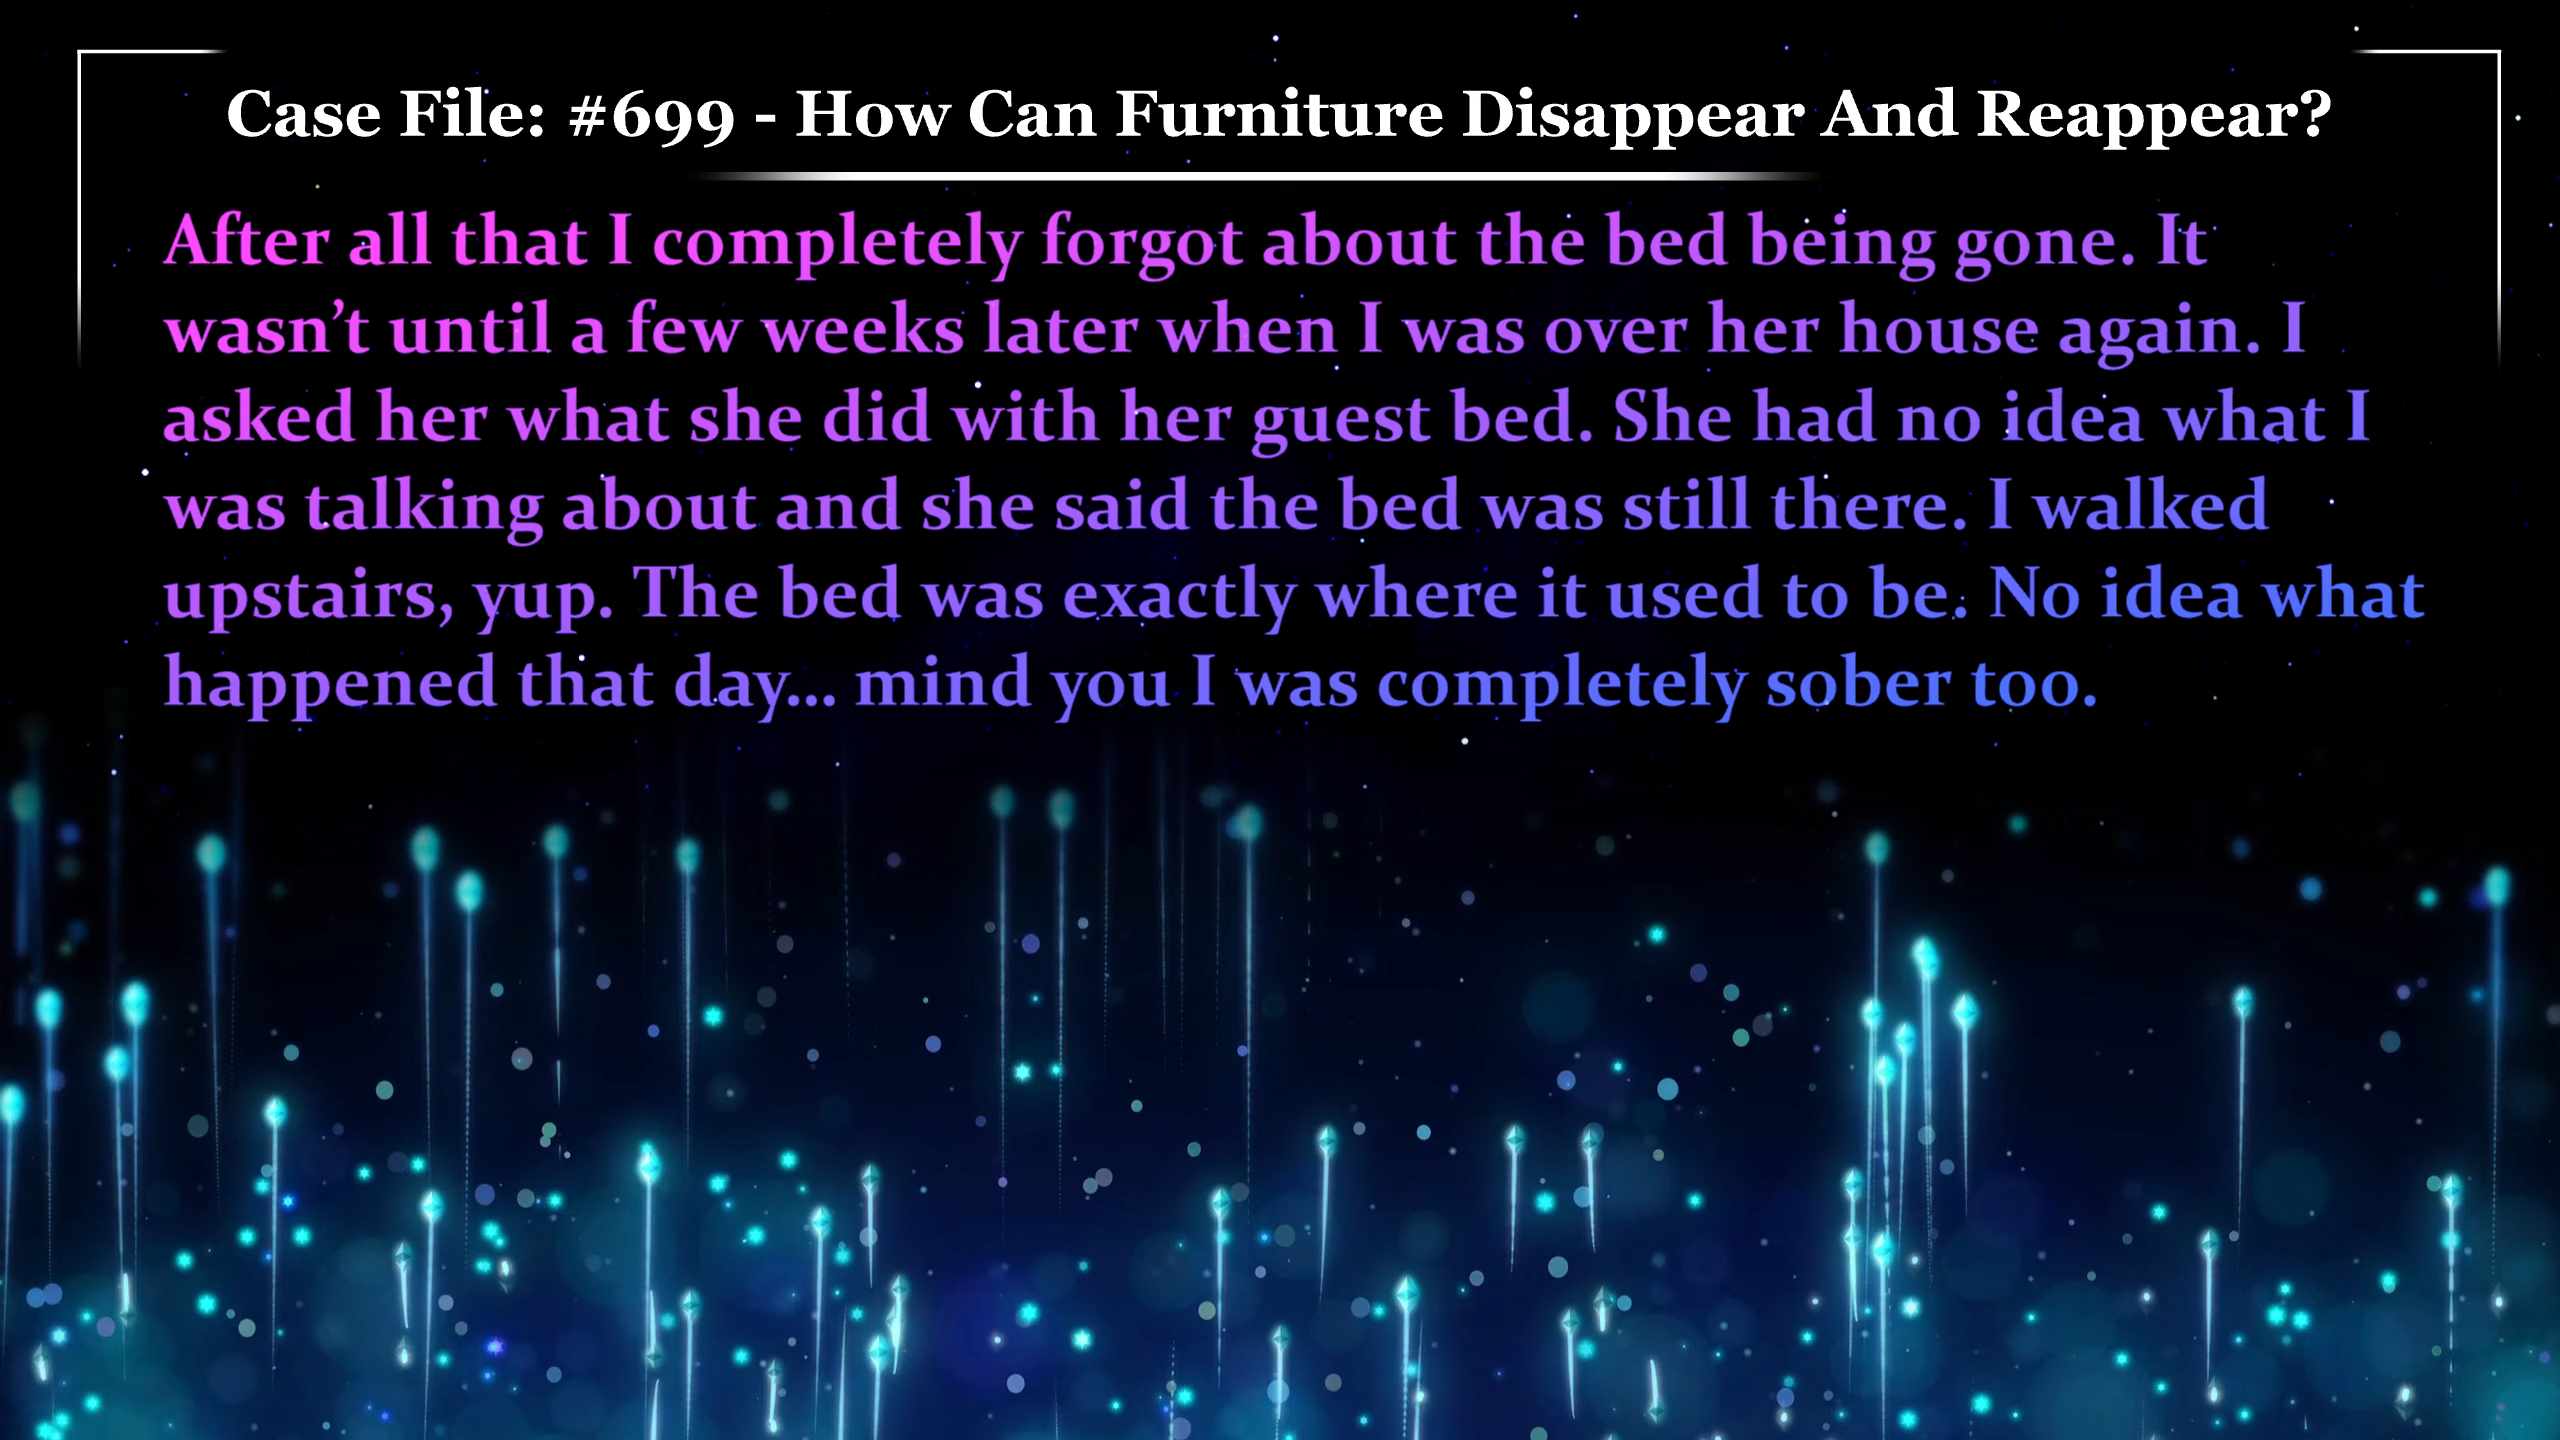 Case File: #699 - How Can Furniture Disappear And Reappear?
After all that I completely forgot about the bed being gone. It
wasn’t until a few weeks later when I was over her house again. I
asked her what she did with her guest bed. She had no idea what I
was talking about and she said the bed was still there. I walked
upstairs, yup. The bed was exactly where it used to be. No idea what
happened that day... mind you I was completely sober too.